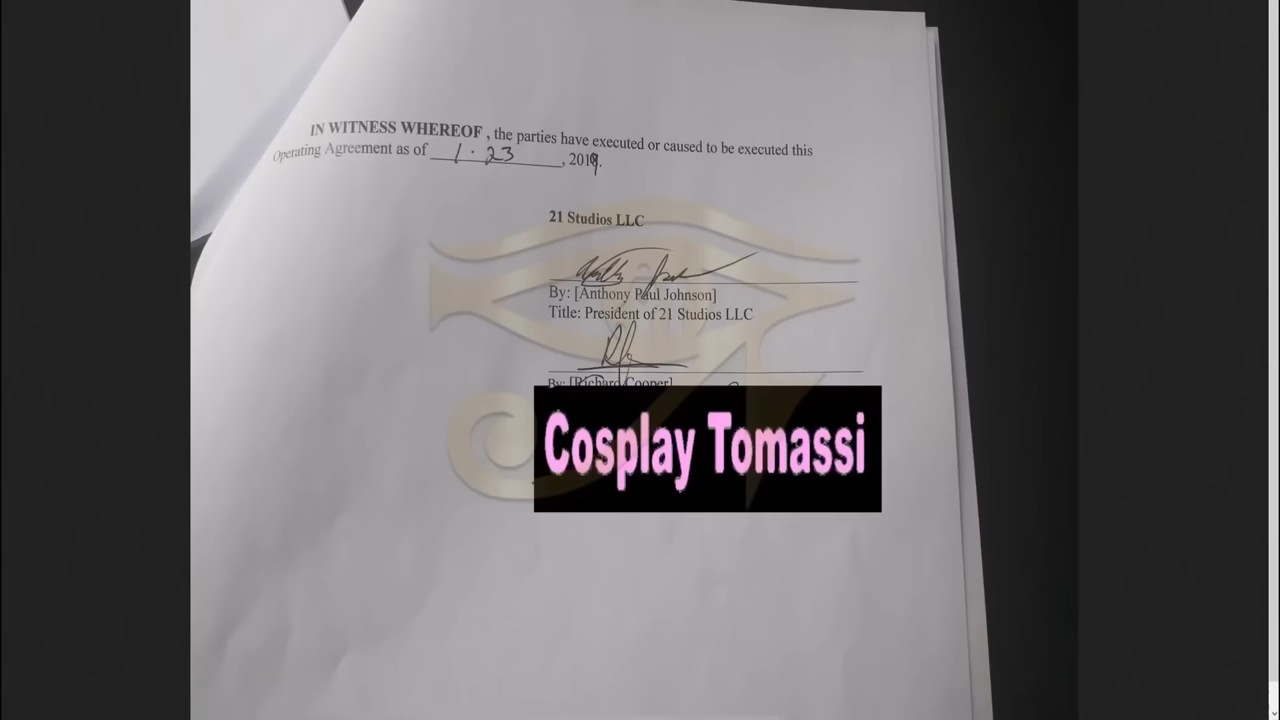 IN WITNESS WHEREOF , the parties have executed or caused to be executed this
Operating Agreement as of 1 · 23 , 2019.
21 Studios LLC
By: [Anthony Paul Johnson]
Title: President of 21 Studios LLC
By: [Richard Cooper]
Cosplay Tomassi